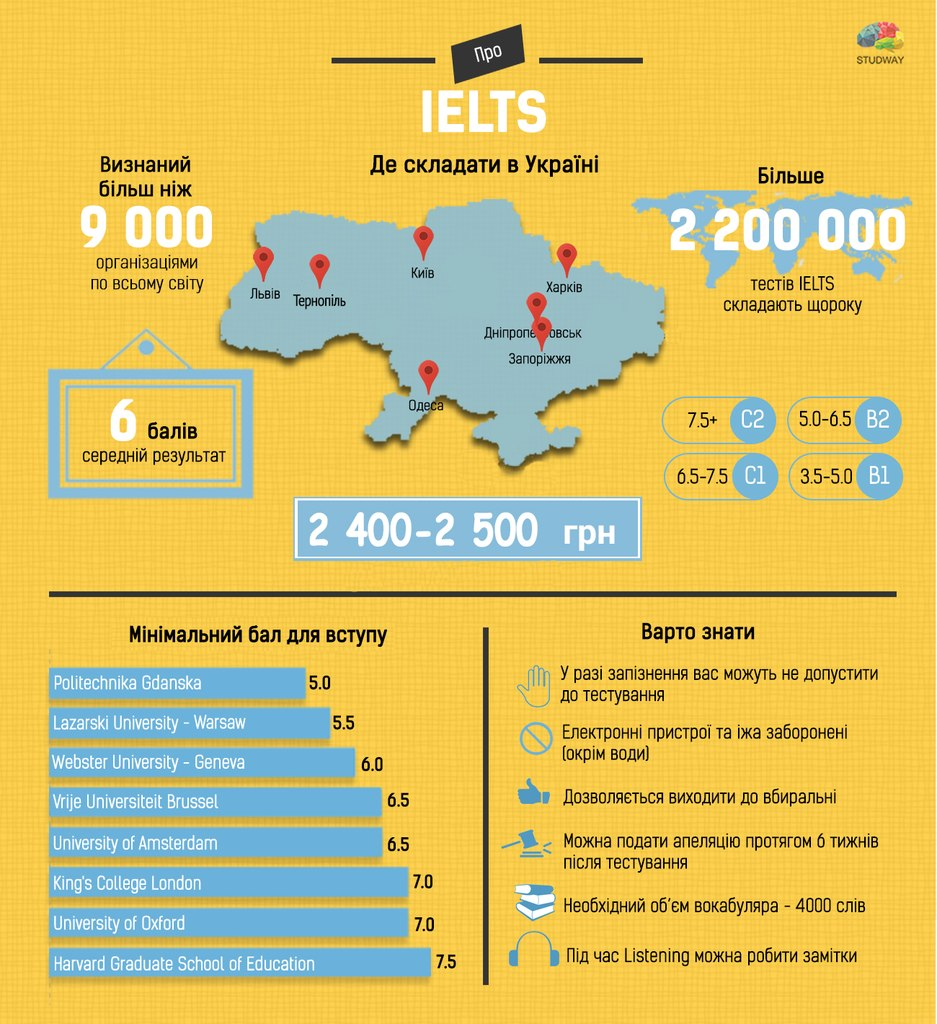 Про
STUDWAY
IELTS
Де складати в Україні
Визнаний
більш ніж
9 000
організаціями
по всьому світу
Більше
2 200 000
тестів IELTS
складають щороку
Львів
Тернопіль
Київ
Харків
Дніпропе овськ
Запоріжжя
Одеса
6 балів
середній результат
7.5+ C2
5.0-6.5 B2
6.5-7.5 C1
3.5-5.0 B1
2 400-2 500 грн
Мінімальний бал для вступу
Politechnika Gdanska 5.0
Lazarski University - Warsaw 5.5
Webster University - Geneva 6.0
Vrije Universiteit Brussel 6.5
University of Amsterdam 6.5
King's College London 7.0
University of Oxford 7.0
Harvard Graduate School of Education 7.5
Варто знати
У разі запізнення вас можуть не допустити
до тестування
Електронні пристрої та їжа заборонені
(окрім води)
Дозволяється виходити до вбиральні
Можна подати апеляцію протягом 6 тижнів
після тестування
Необхідний об'єм вокабуляра - 4000 слів
Під час Listening можна робити замітки